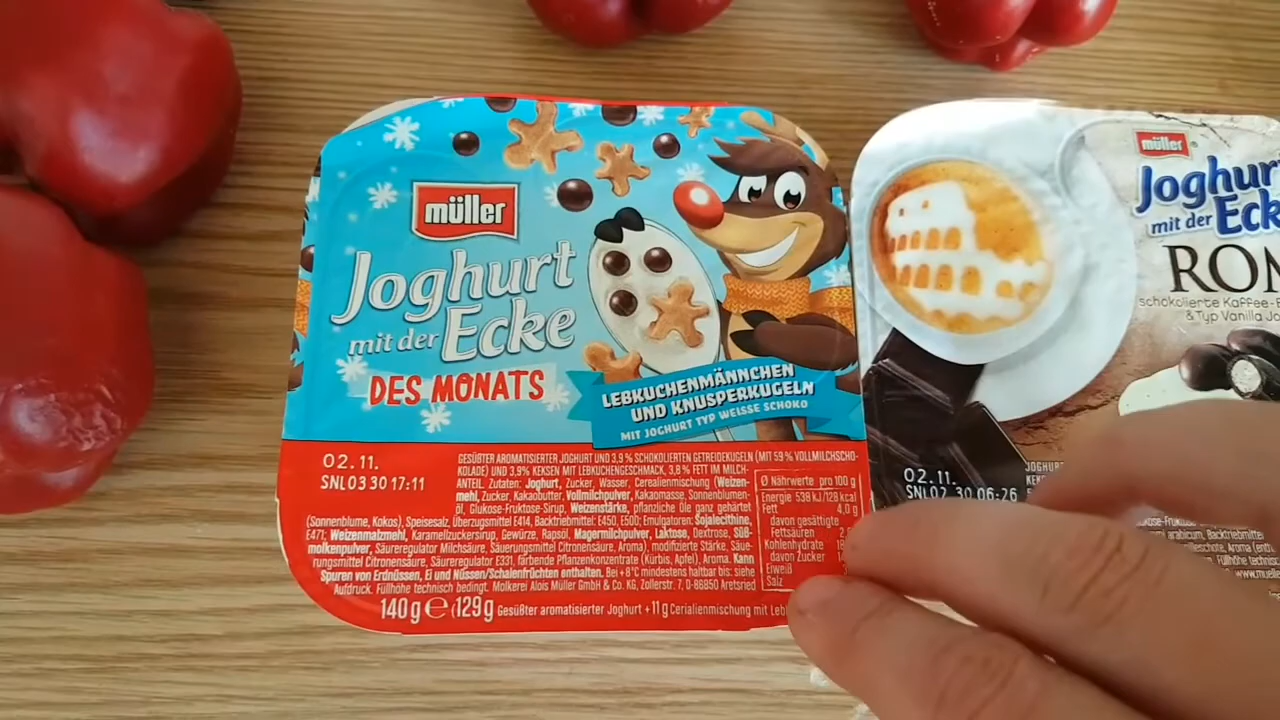 müller
Joghurt
mit der Ecke
DES MONATS
LEBKUCHENMÄNNCHEN
UND KNUSPERKUGELN
MIT JOGHURT TYP WEISSE SCHOKO
02.11.
SNL03 30 17:11
GESÜßTER AROMATISIERTER JOGHURT UND 3,9 % SCHOKOLIERTEN GETREIDEKUGELN (MIT 59 % VOLLMILCHSCHO-
KOLADE) UND 3,9% KEKSEN MIT LEBKUCHENGESCHMACK, 3,8 % FETT IM MILCH-
ANTEIL. Zutaten: Joghurt, Zucker, Wasser, Cerealienmischung (Weizen-
mehl, Zucker, Kakaobutter, Vollmilchpulver, Kakaomasse, Sonnenblumen-
öl, Glukose-Fruktose-Sirup, Weizenstärke, pflanzliche Öle ganz gehärtet
(Sonnenblume, Kokos), Speisesalz, Überzugsmittel E414, Backtriebmittel: E450, E500; Emulgatoren: Sojalecithine,
E471; Weizenmalzmehl, Karamellzuckersirup, Gewürze, Rapsöl, Magermilchpulver, Laktose, Dextrose, Süß-
molkenpulver, Säureregulator Milchsäure, Säuerungsmittel Citronensäure, Aroma), modifizierte Stärke, Säue-
rungsmittel Citronensäure, Säureregulator E331, färbende Pflanzenkonzentrate (Kürbis, Apfel), Aroma. Kann
Spuren von Erdnüssen, Ei und Nüssen/Schalenfrüchten enthalten. Bei +8°C mindestens haltbar bis: siehe
Aufdruck. Füllhöhe technisch bedingt. Molkerei Alois Müller GmbH & Co. KG, Zollerstr. 7, D-86850 Aretsried
140g e (129g Gesüßter aromatisierter Joghurt +11g Cerialienmischung mit Leb
Ø Nährwerte pro 100 g
Energie 538 kJ/128 kcal
Fett 4,0 g
davon gesättigte
Fettsäuren
Kohlenhydrate
davon Zucker
Eiweiß
Salz
müller
Joghur
mit der Eck
ROM
schokolierte Kaffee-
& Typ Vanilla Jo
02.11.
SNL02 30 06:26
JOGHURT